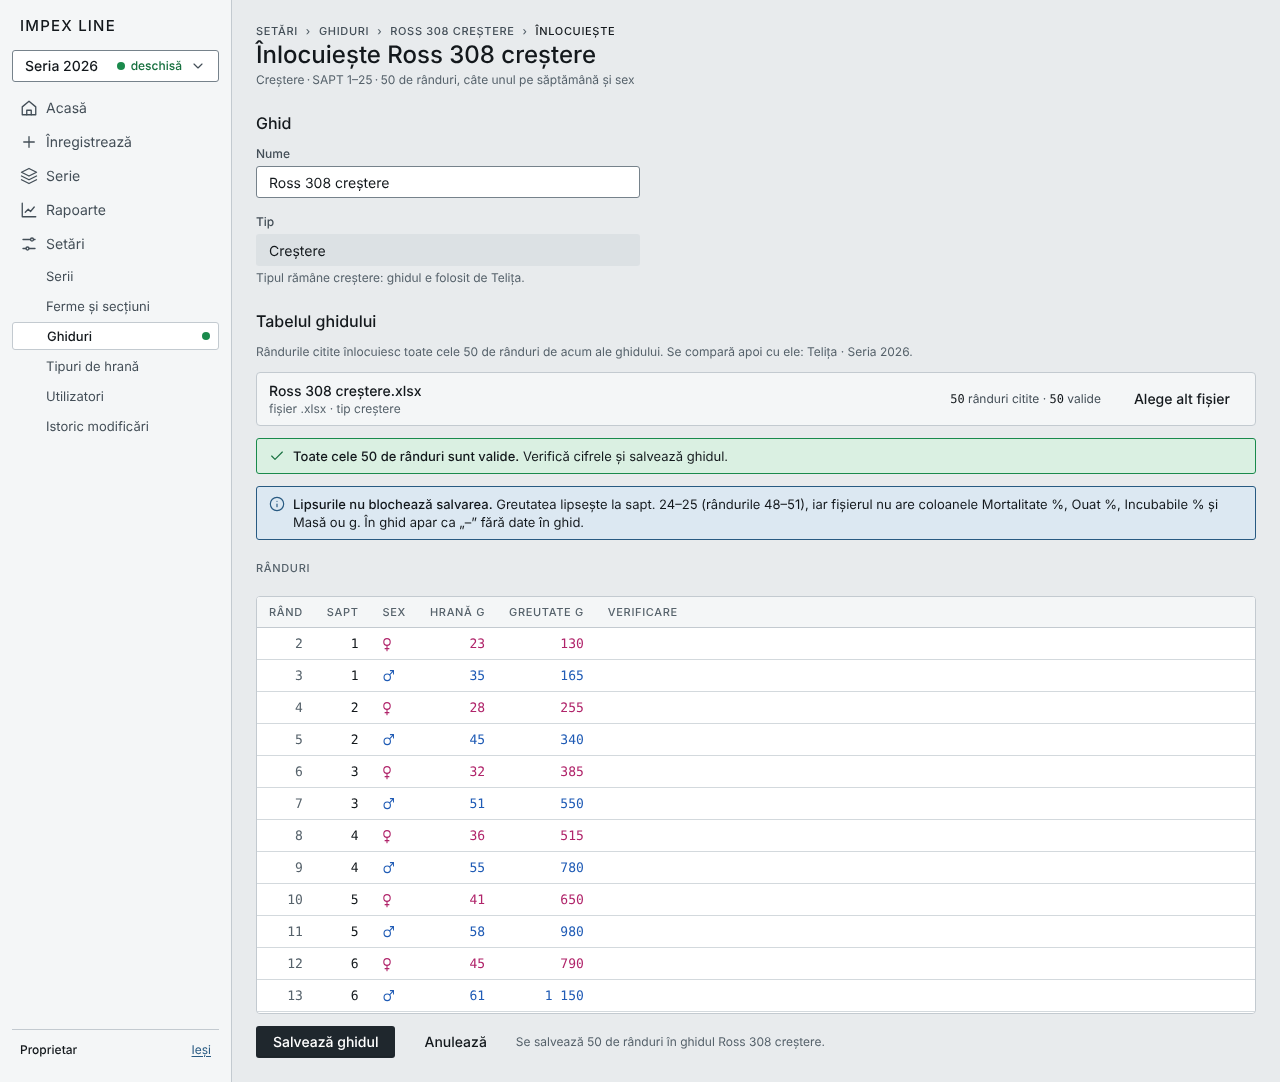 IMPEX LINE
Seria 2026 deschisă
Acasă
Înregistrează
Serie
Rapoarte
Setări
Serii
Ferme și secțiuni
Ghiduri
Tipuri de hrană
Utilizatori
Istoric modificări
Proprietar Ieși
SETĂRI › GHIDURI › ROSS 308 CREȘTERE › ÎNLOCUIEȘTE
Înlocuiește Ross 308 creștere
Creștere · SAPT 1–25 · 50 de rânduri, câte unul pe săptămână și sex
Ghid
Nume
Ross 308 creștere
Tip
Creștere
Tipul rămâne creștere: ghidul e folosit de Telița.
Tabelul ghidului
Rândurile citite înlocuiesc toate cele 50 de rânduri de acum ale ghidului. Se compară apoi cu ele: Telița · Seria 2026.
Ross 308 creștere.xlsx
fișier .xlsx · tip creștere
50 rânduri citite · 50 valide
Alege alt fișier
Toate cele 50 de rânduri sunt valide. Verifică cifrele și salvează ghidul.
Lipsurile nu blochează salvarea. Greutatea lipsește la sapt. 24–25 (rândurile 48–51), iar fișierul nu are coloanele Mortalitate %, Ouat %, Incubabile % și
Masă ou g. În ghid apar ca „–” fără date în ghid.
RÂNDURI
RÂND SAPT SEX HRANĂ G GREUTATE G VERIFICARE
2 1 ♀ 23 130
3 1 ♂ 35 165
4 2 ♀ 28 255
5 2 ♂ 45 340
6 3 ♀ 32 385
7 3 ♂ 51 550
8 4 ♀ 36 515
9 4 ♂ 55 780
10 5 ♀ 41 650
11 5 ♂ 58 980
12 6 ♀ 45 790
13 6 ♂ 61 1 150
Salvează ghidul
Anulează
Se salvează 50 de rânduri în ghidul Ross 308 creștere.